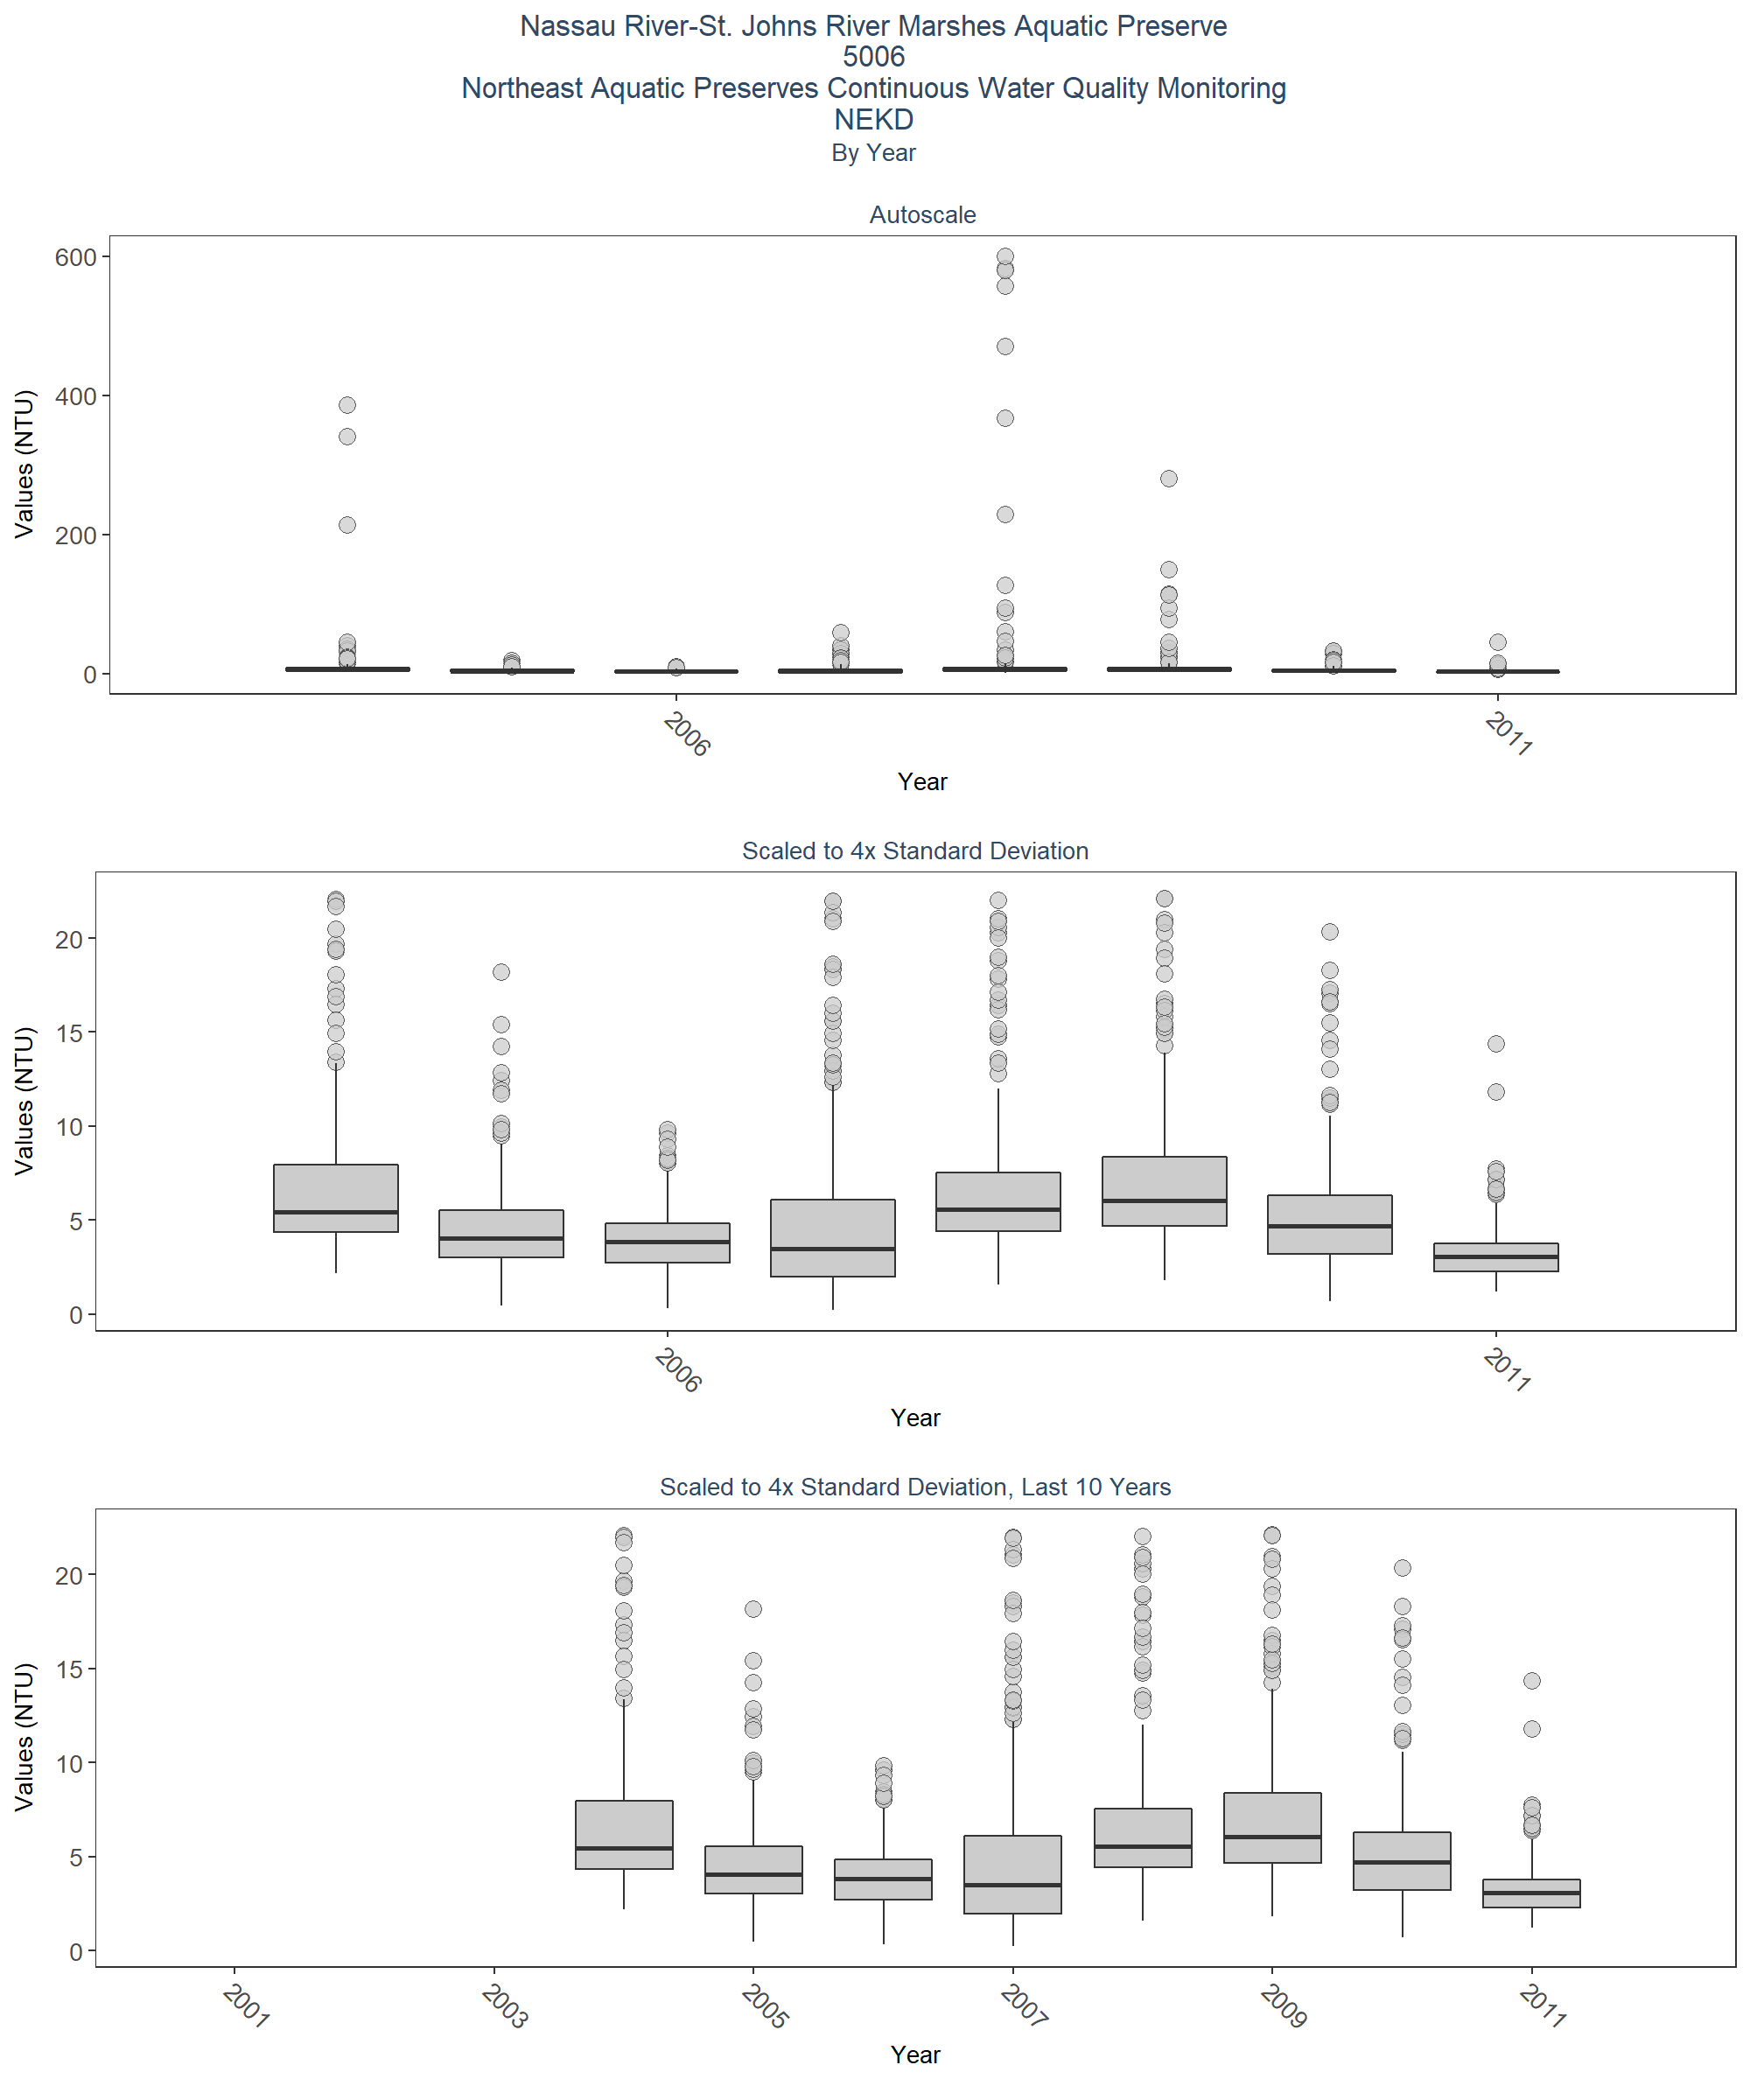 Nassau River-St. Johns River Marshes Aquatic Preserve
5006
Northeast Aquatic Preserves Continuous Water Quality Monitoring
NEKD
By Year
Autoscale
Values (NTU)
600
400
200
0
2006
2011
Year
Scaled to 4x Standard Deviation
Values (NTU)
20
15
10
5
0
2006
2011
Year
Scaled to 4x Standard Deviation, Last 10 Years
Values (NTU)
20
15
10
5
0
2001
2003
2005
2007
2009
2011
Year